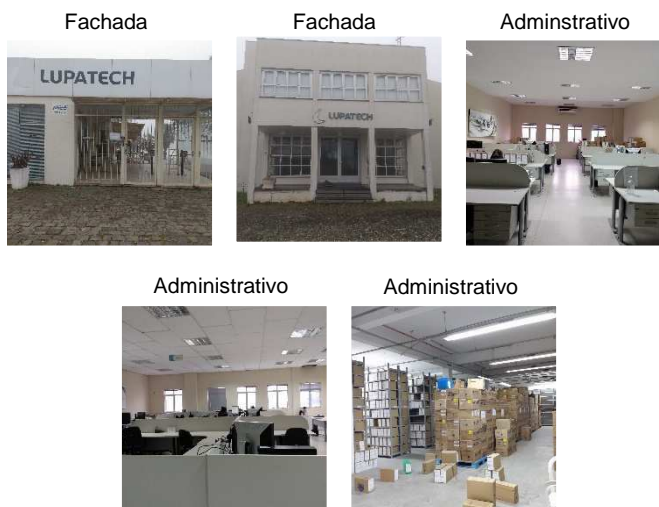 Fachada
Fachada
Adminstrativo
LUPATECH
LUPATECH
Administrativo
Administrativo